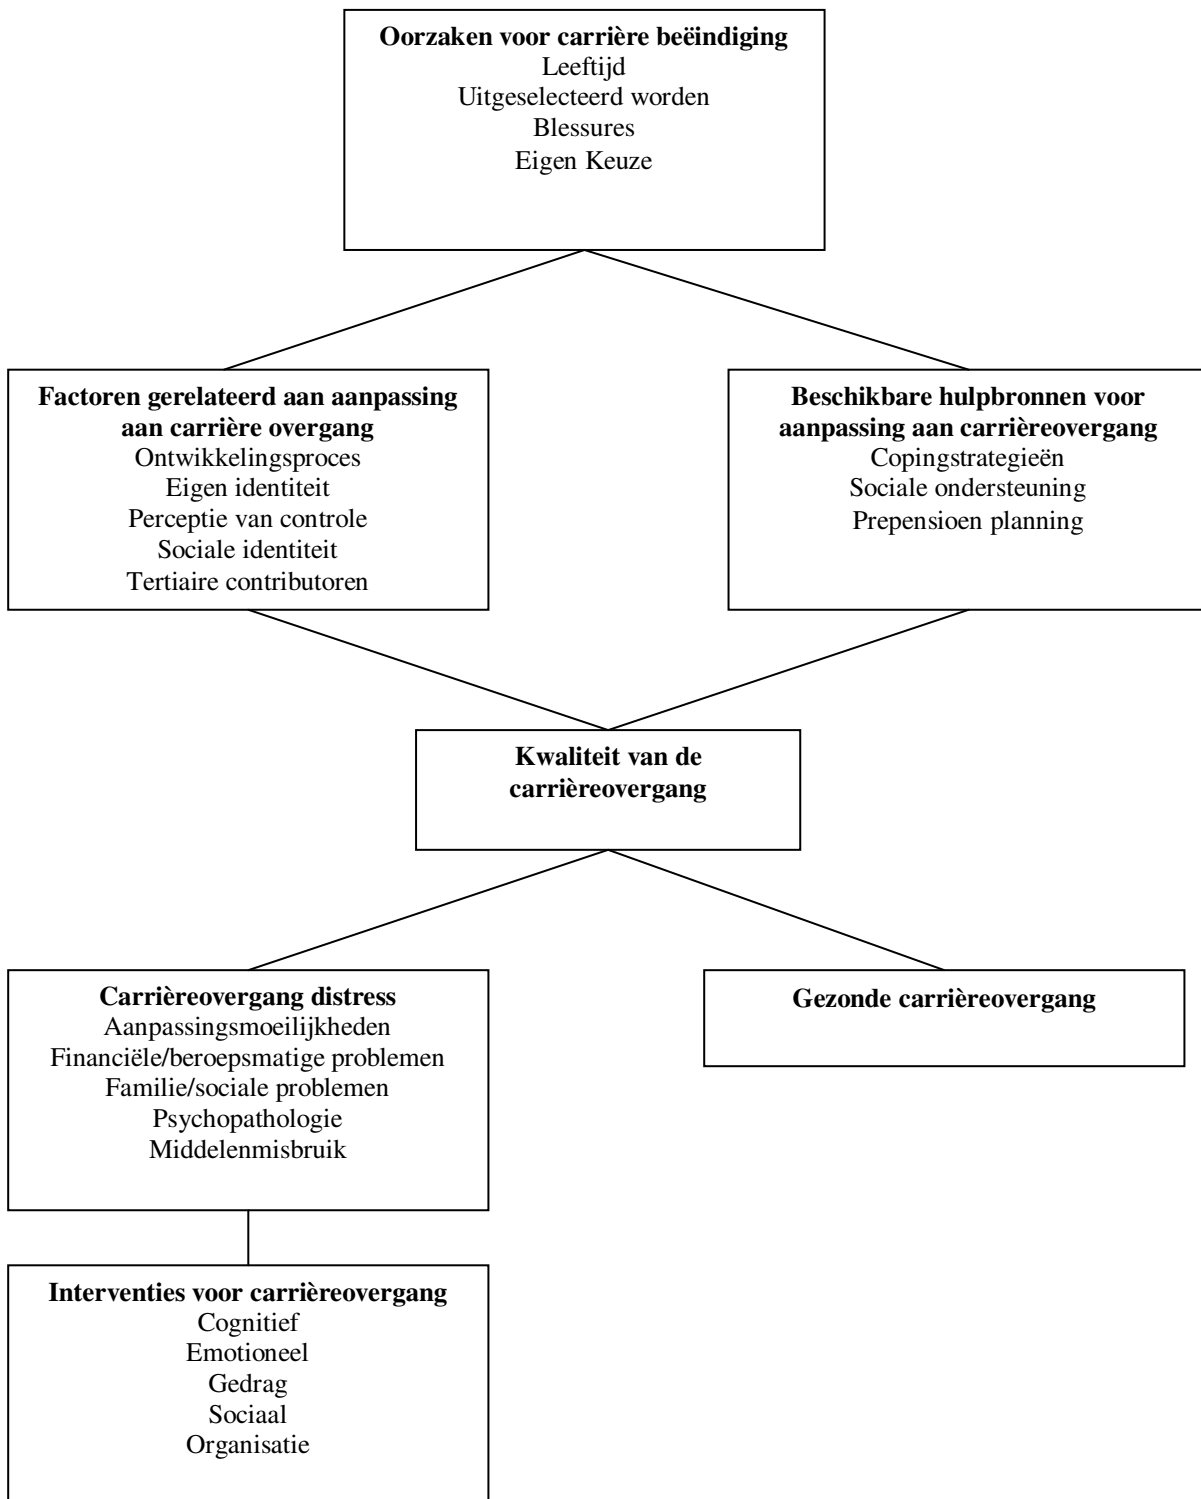 Oorzaken voor carrière beëindiging
Leeftijd
Uitgeselecteerd worden
Blessures
Eigen Keuze
Factoren gerelateerd aan aanpassing
aan carrière overgang
Ontwikkelingsproces
Eigen identiteit
Perceptie van controle
Sociale identiteit
Tertiaire contributoren
Beschikbare hulpbronnen voor
aanpassing aan carrièreovergang
Copingstrategieën
Sociale ondersteuning
Prepensioen planning
Kwaliteit van de
carrièreovergang
Carrièreovergang distress
Aanpassingsmoeilijkheden
Financiële/beroepsmatige problemen
Familie/sociale problemen
Psychopathologie
Middelenmisbruik
Gezonde carrièreovergang
Interventies voor carrièreovergang
Cognitief
Emotioneel
Gedrag
Sociaal
Organisatie